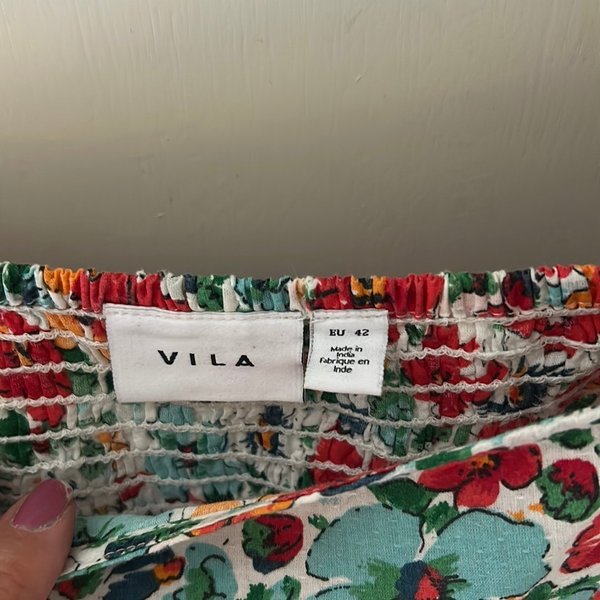 VILA
EU 42
Made in
India
Fabriqué en
Inde